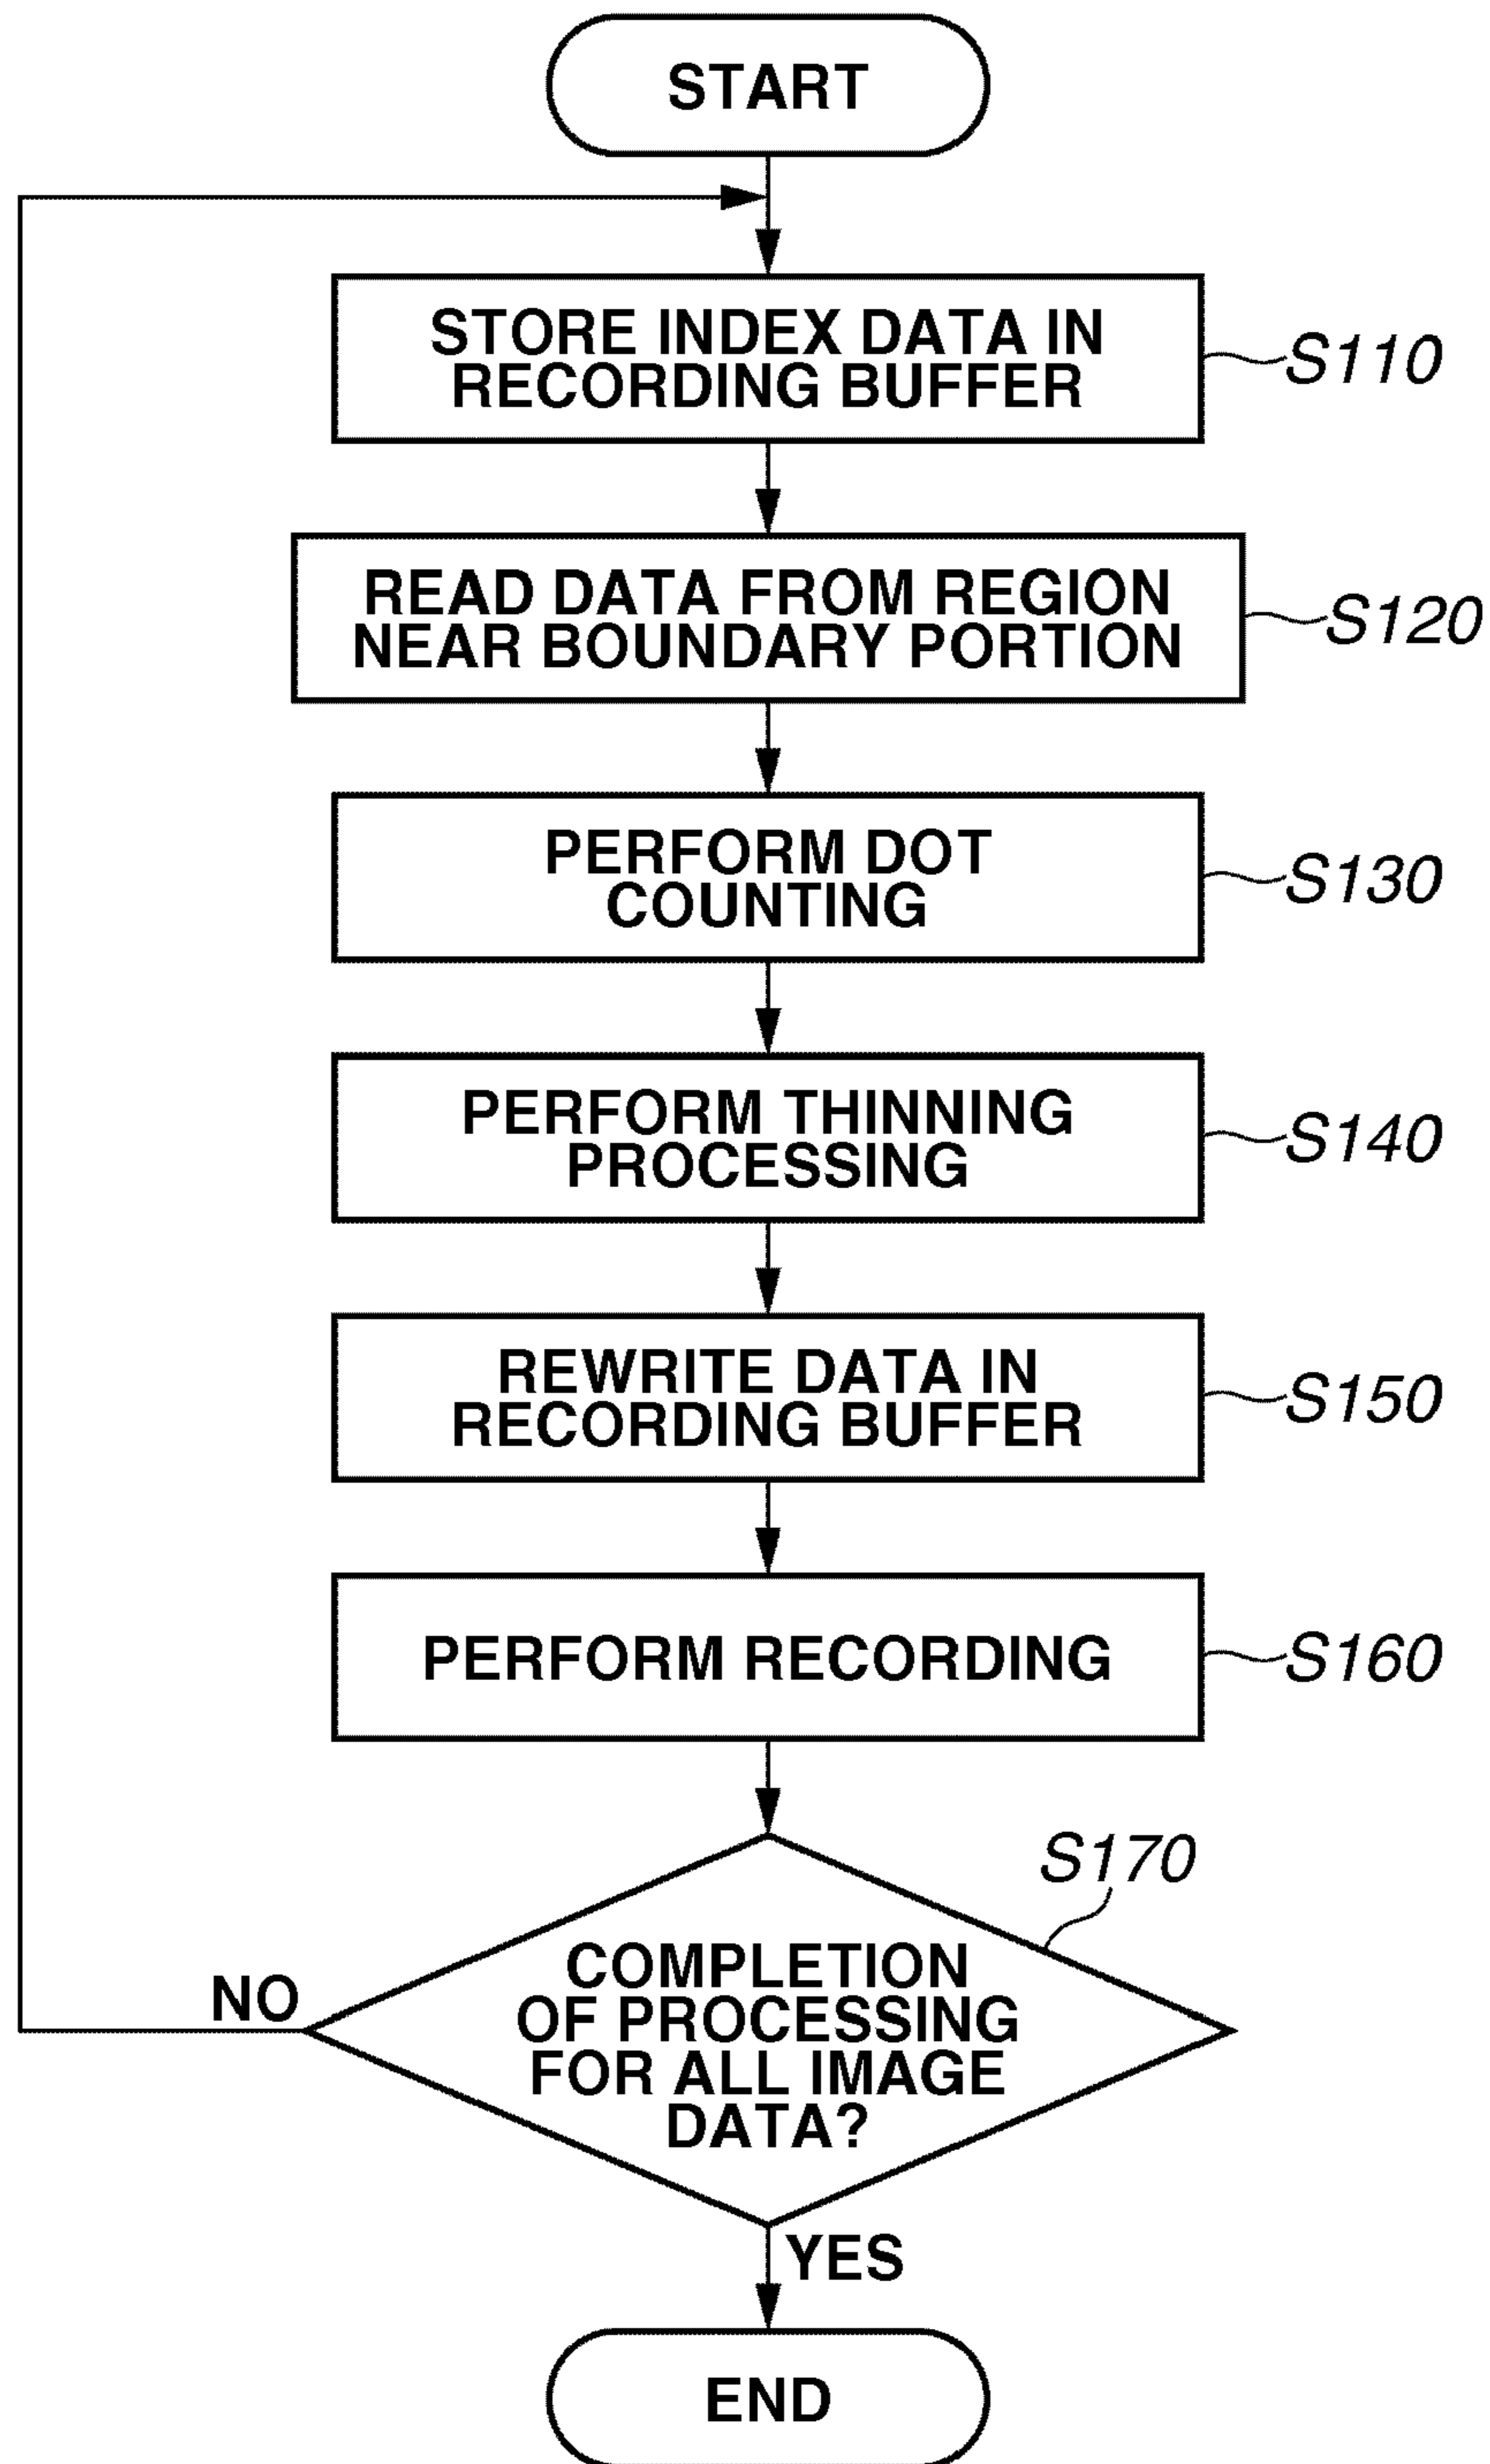 START
STORE INDEX DATA IN
RECORDING BUFFER
S110
READ DATA FROM REGION
NEAR BOUNDARY PORTION
S120
PERFORM DOT
COUNTING
S130
PERFORM THINNING
PROCESSING
S140
REWRITE DATA IN
RECORDING BUFFER
S150
PERFORM RECORDING
S160
S170
COMPLETION
OF PROCESSING
FOR ALL IMAGE
DATA?
NO
YES
END